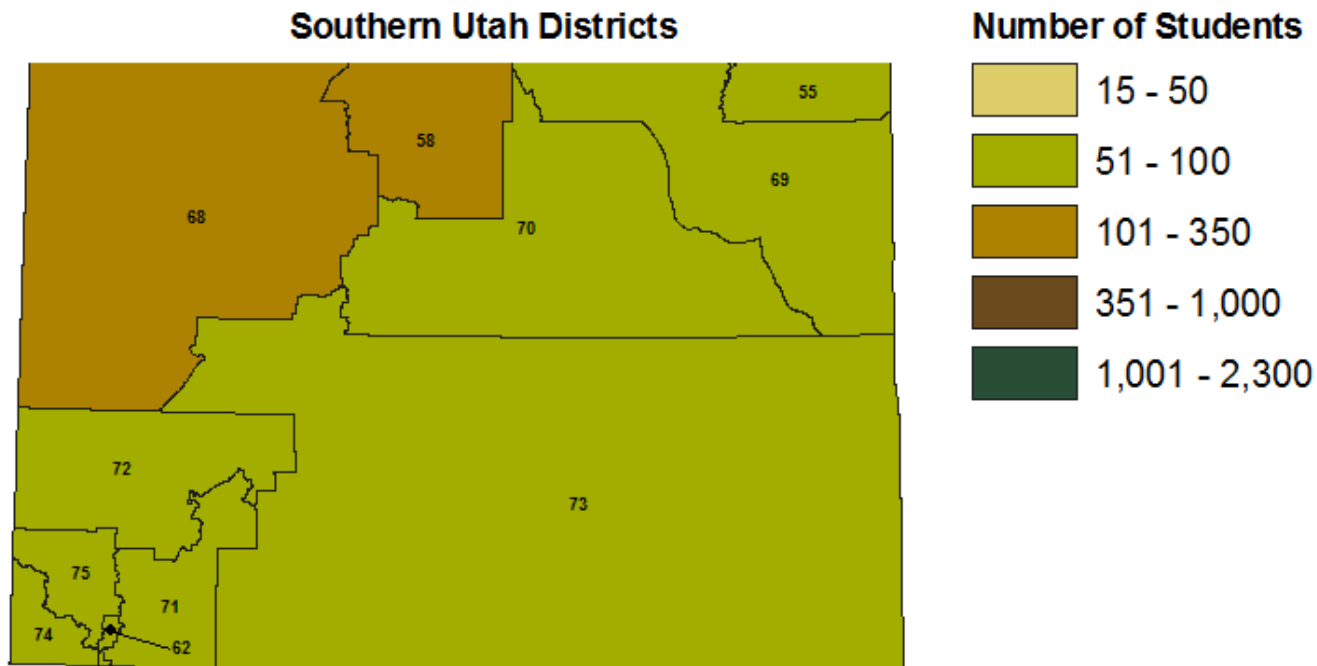 Southern Utah Districts
Number of Students
15 - 50
51 - 100
101 - 350
351 - 1,000
1,001 - 2,300
55
58
69
68
70
72
73
75
71
74
62